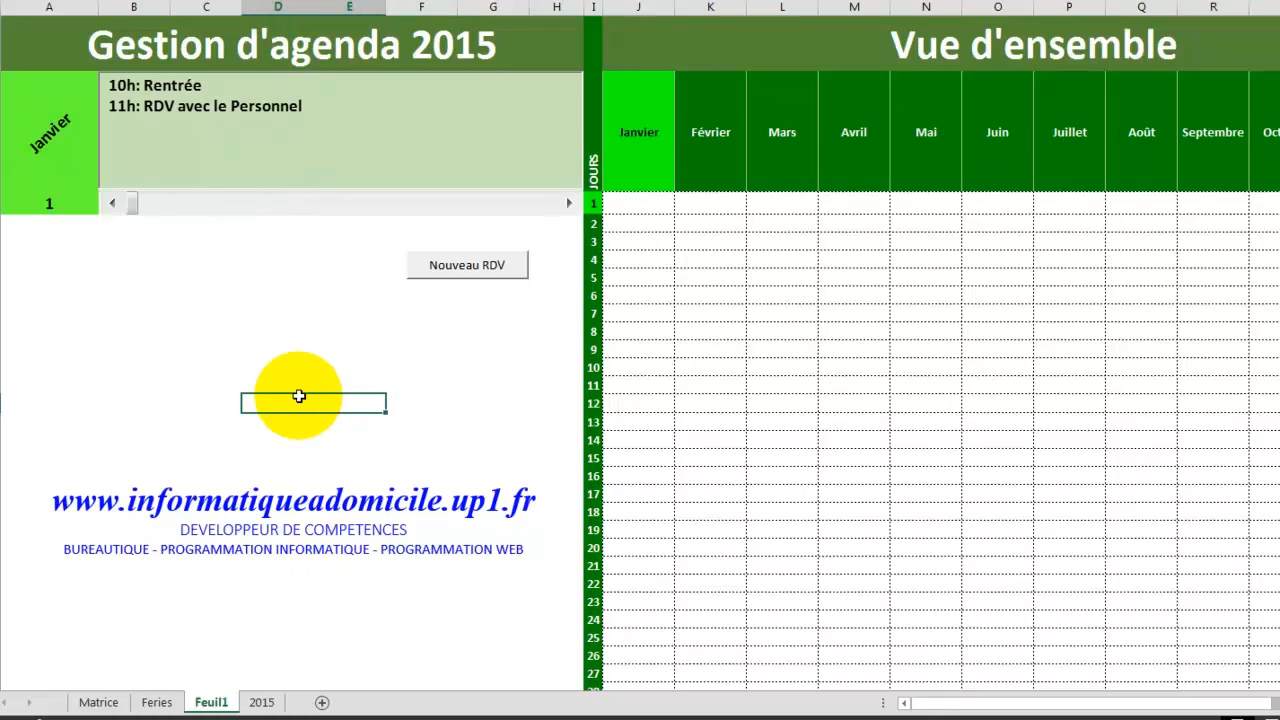 A B C D E F G H I J K L M N O P Q R
Gestion d'agenda 2015
Vue d'ensemble
Janvier
10h: Rentrée
11h: RDV avec le Personnel
1
Nouveau RDV
www.informatiqueadomicile.up1.fr
DEVELOPPEUR DE COMPETENCES
BUREAUTIQUE - PROGRAMMATION INFORMATIQUE - PROGRAMMATION WEB
JOURS
Janvier Février Mars Avril Mai Juin Juillet Août Septembre Oct
1
2
3
4
5
6
7
8
9
10
11
12
13
14
15
16
17
18
19
20
21
22
23
24
25
26
27
Matrice Feries Feuil1 2015